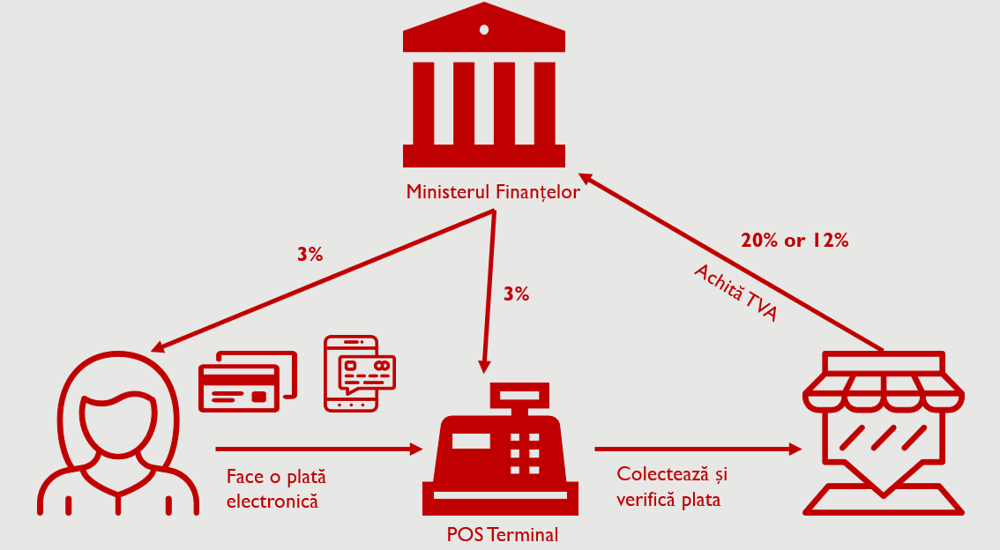 Ministerul Finanțelor
3%
3%
20% or 12%
Achită TVA
Face o plată
electronică
Colectează și
verifică plata
POS Terminal